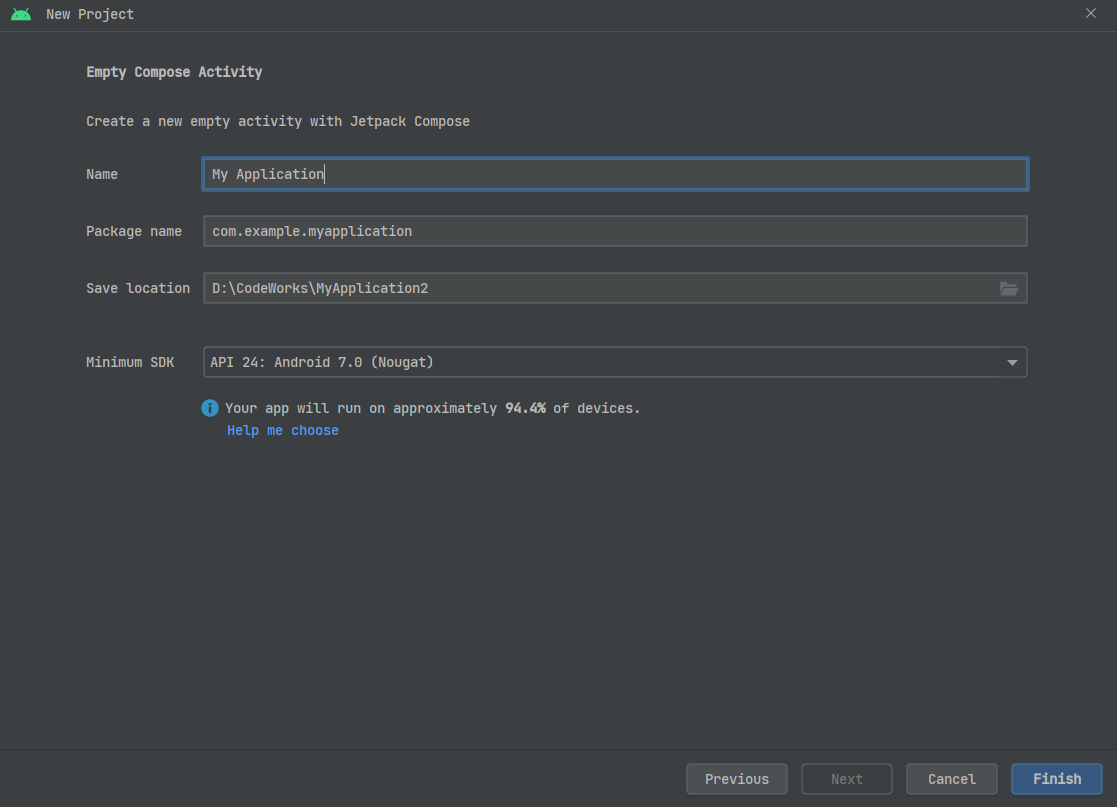 New Project
Empty Compose Activity
Create a new empty activity with Jetpack Compose
Name My Application
Package name com.example.myapplication
Save location D:\CodeWorks\MyApplication2
Minimum SDK API 24: Android 7.0 (Nougat)
Your app will run on approximately 94.4% of devices.
Help me choose
Previous Next Cancel Finish